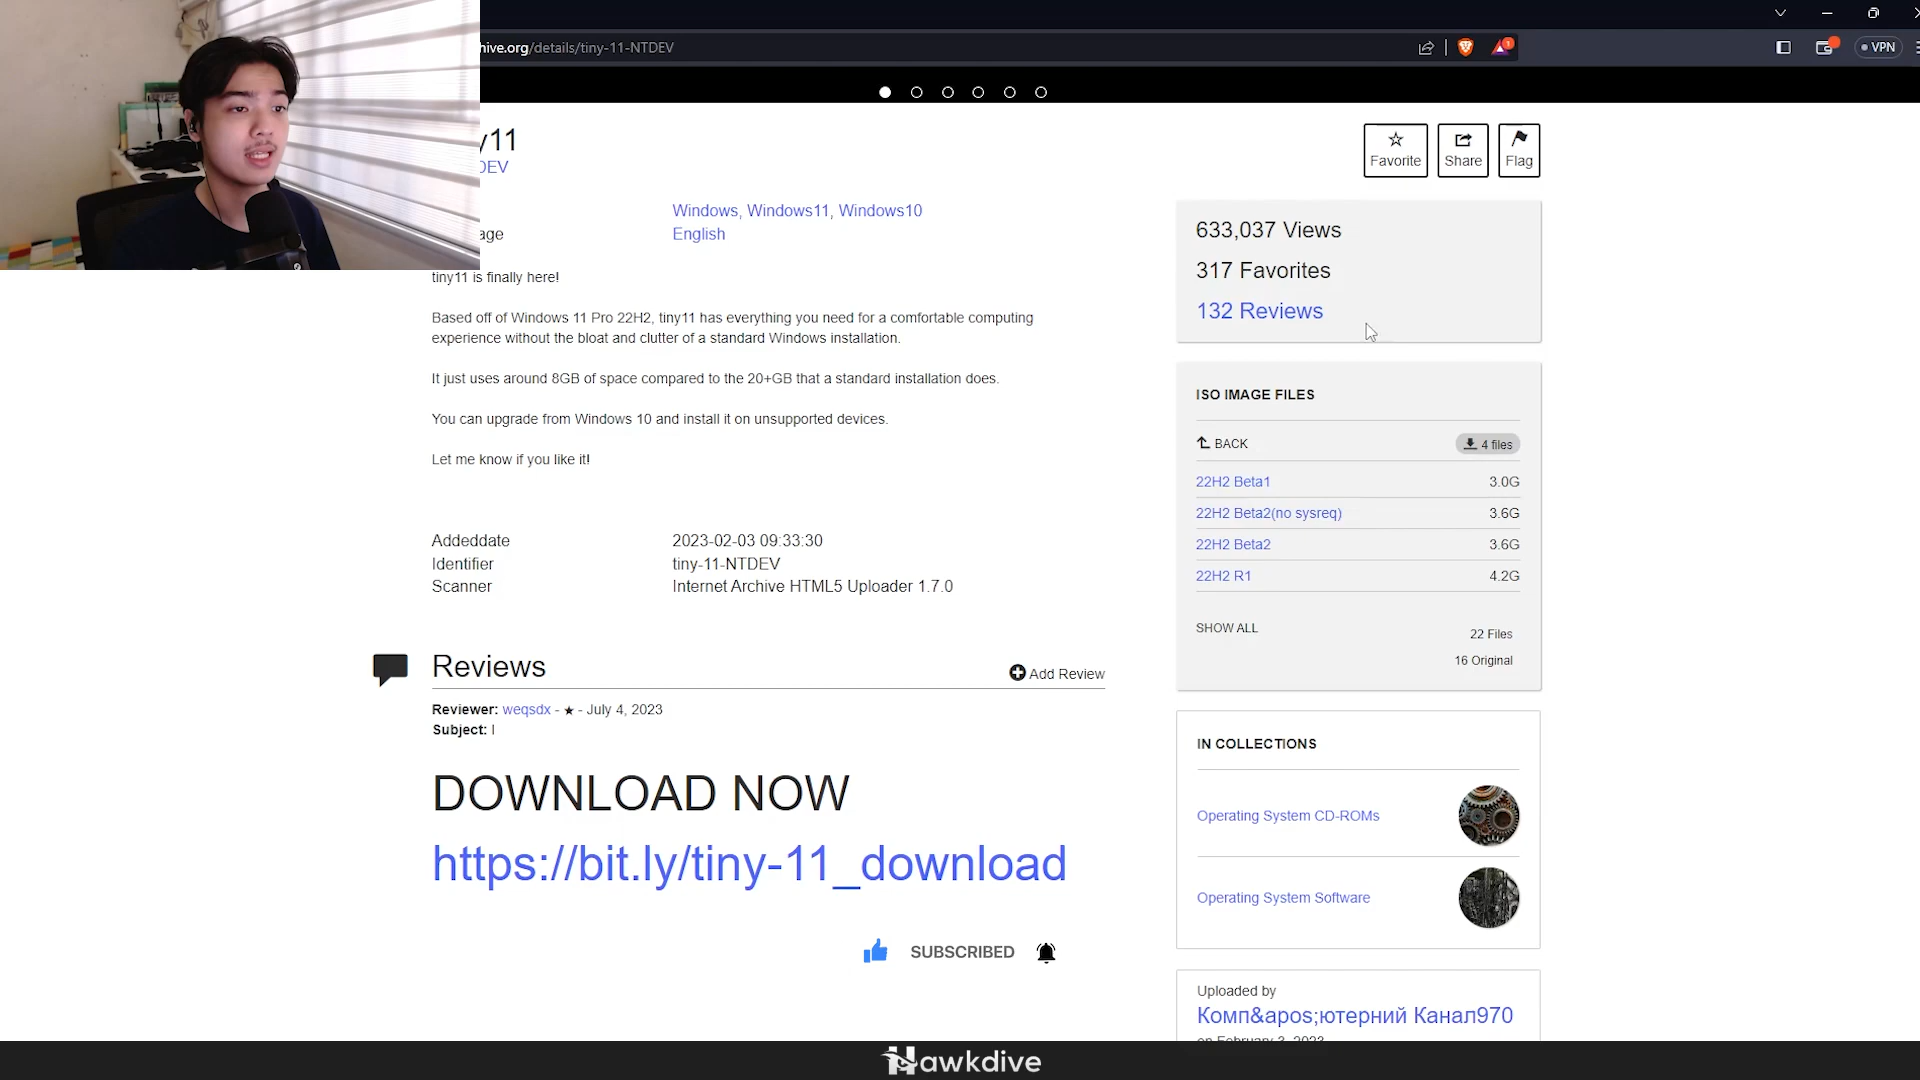 hive.org/details/tiny-11-NTDEV
1
VPN
y11
DEV
Favorite
Share
Flag
Windows, Windows11, Windows10
age
English
tiny11 is finally here!
Based off of Windows 11 Pro 22H2, tiny11 has everything you need for a comfortable computing
experience without the bloat and clutter of a standard Windows installation.
It just uses around 8GB of space compared to the 20+GB that a standard installation does.
You can upgrade from Windows 10 and install it on unsupported devices.
Let me know if you like it!
Addeddate 2023-02-03 09:33:30
Identifier tiny-11-NTDEV
Scanner Internet Archive HTML5 Uploader 1.7.0
Reviews
Add Review
Reviewer: weqsdx - ★ - July 4, 2023
Subject: l
DOWNLOAD NOW
https://bit.ly/tiny-11_download
SUBSCRIBED
633,037 Views
317 Favorites
132 Reviews
ISO IMAGE FILES
BACK 4 files
22H2 Beta1 3.0G
22H2 Beta2(no sysreq) 3.6G
22H2 Beta2 3.6G
22H2 R1 4.2G
SHOW ALL 22 Files
16 Original
IN COLLECTIONS
Operating System CD-ROMs
Operating System Software
Uploaded by
Комп&apos;ютерний Канал970
on February 3, 2023
Hawkdive